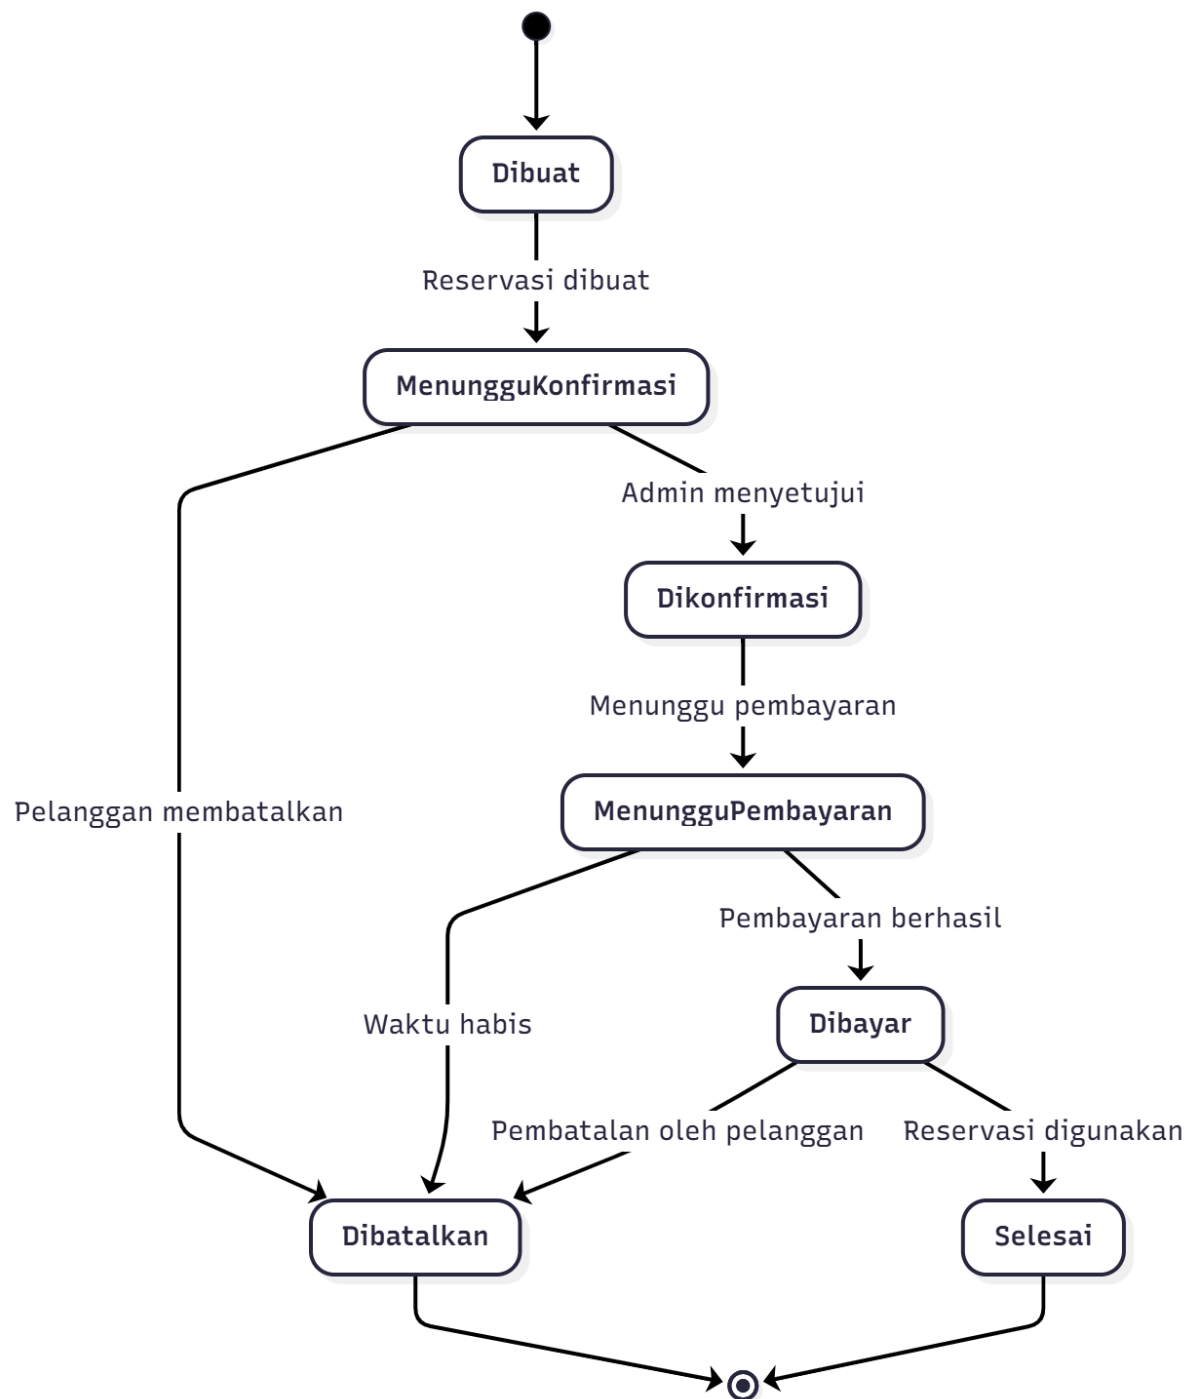 Dibuat
Reservasi dibuat
MenungguKonfirmasi
Admin menyetujui
Dikonfirmasi
Menunggu pembayaran
MenungguPembayaran
Pelanggan membatalkan
Pembayaran berhasil
Waktu habis
Dibayar
Pembatalan oleh pelanggan
Reservasi digunakan
Dibatalkan
Selesai